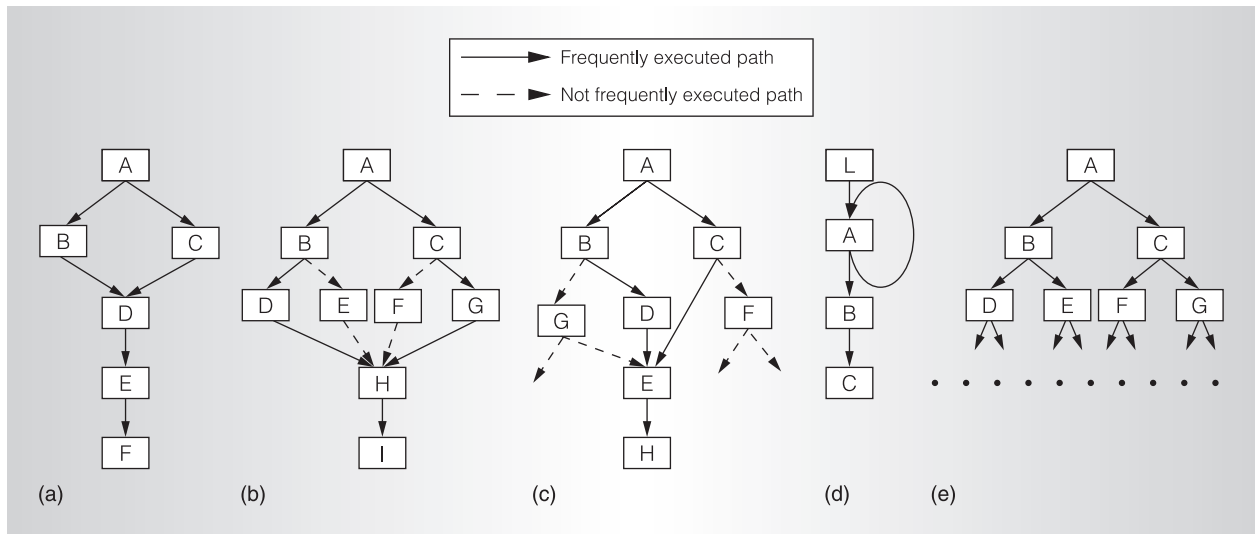 Frequently executed path
Not frequently executed path
A
A
A
L
A
B
C
B
C
B
C
A
B
C
D
D
E
F
G
G
D
F
B
D
E
F
G
E
H
E
C
F
I
H
(a)
(b)
(c)
(d)
(e)